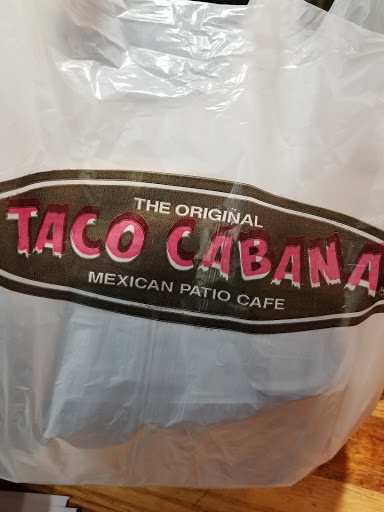 THE ORIGINAL
TACO CABANA
MEXICAN PATIO CAFE